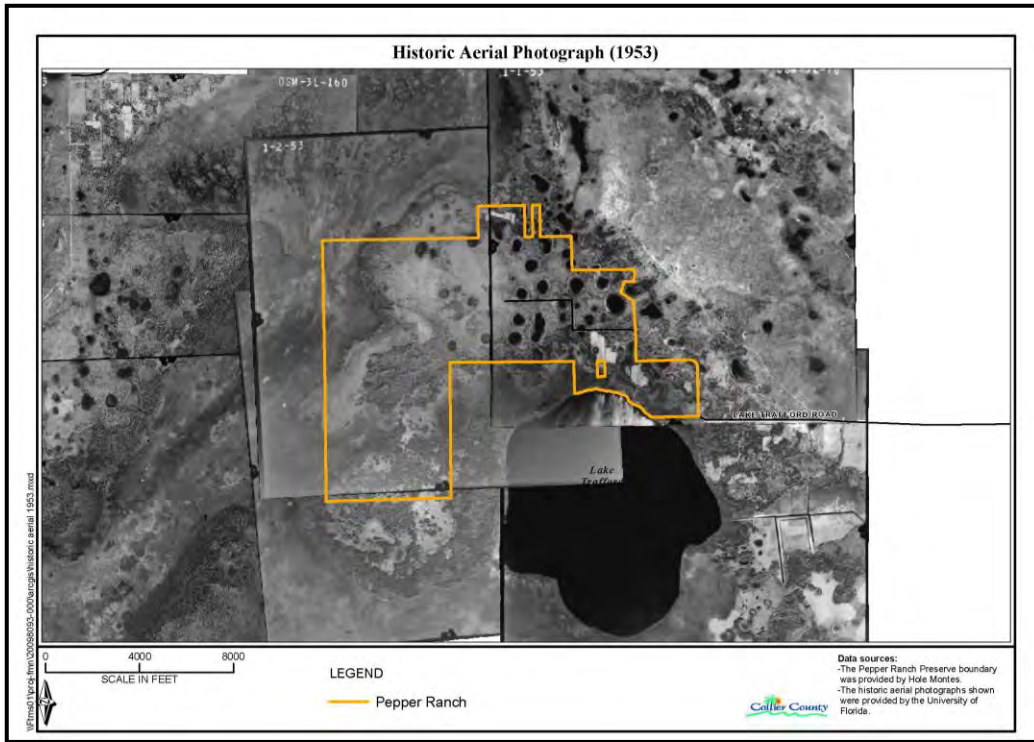 Historic Aerial Photograph (1953)
DSM-3L-160
1-1-53
1-2-53
LAKE TRAFFORD ROAD
Lake
Trafford
0
4000
8000
SCALE IN FEET
LEGEND
Pepper Ranch
Collier County
Data sources:
-The Pepper Ranch Preserve boundary
was provided by Hole Montes.
-The historic aerial photographs shown
were provided by the University of
Florida.